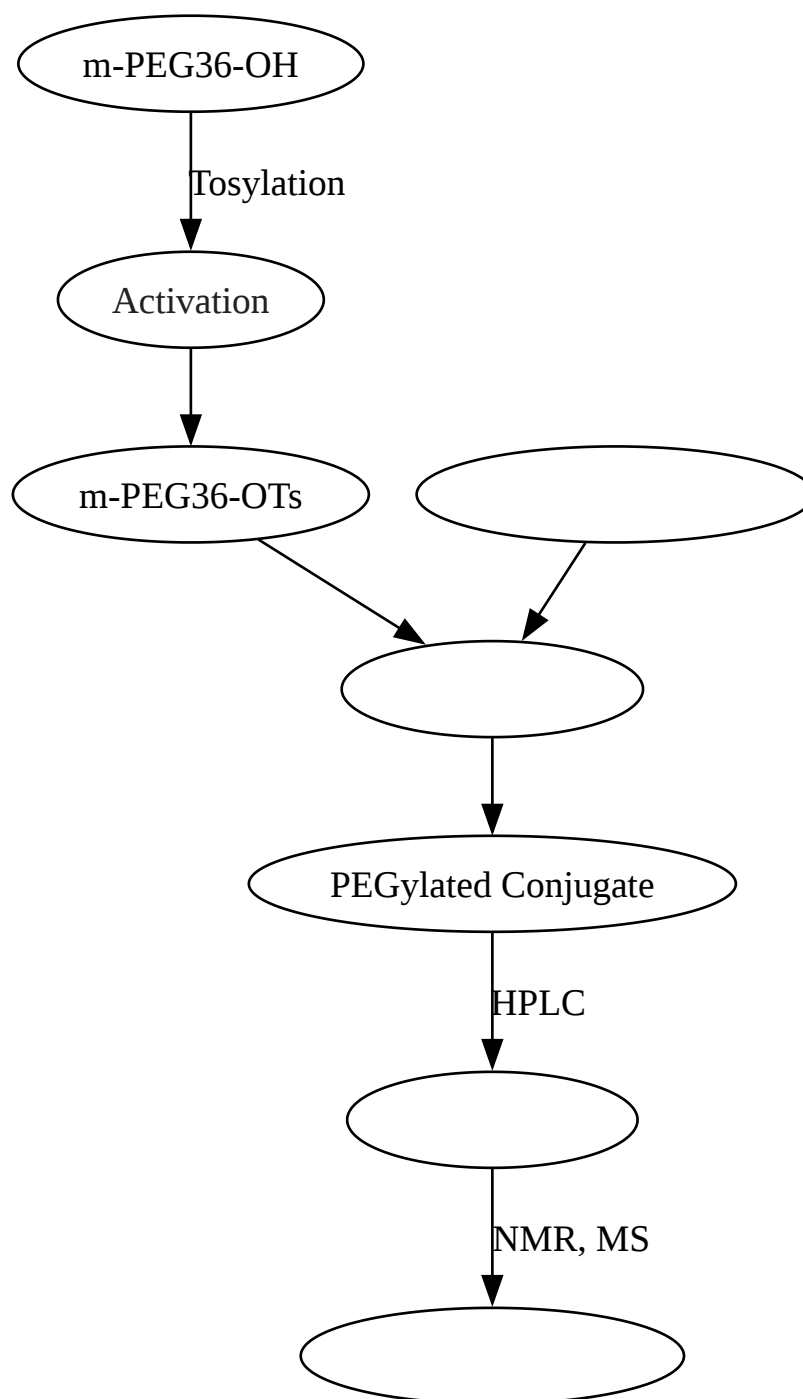 m-PEG36-OH
Tosylation
Activation
m-PEG36-OTs
PEGylated Conjugate
HPLC
NMR, MS